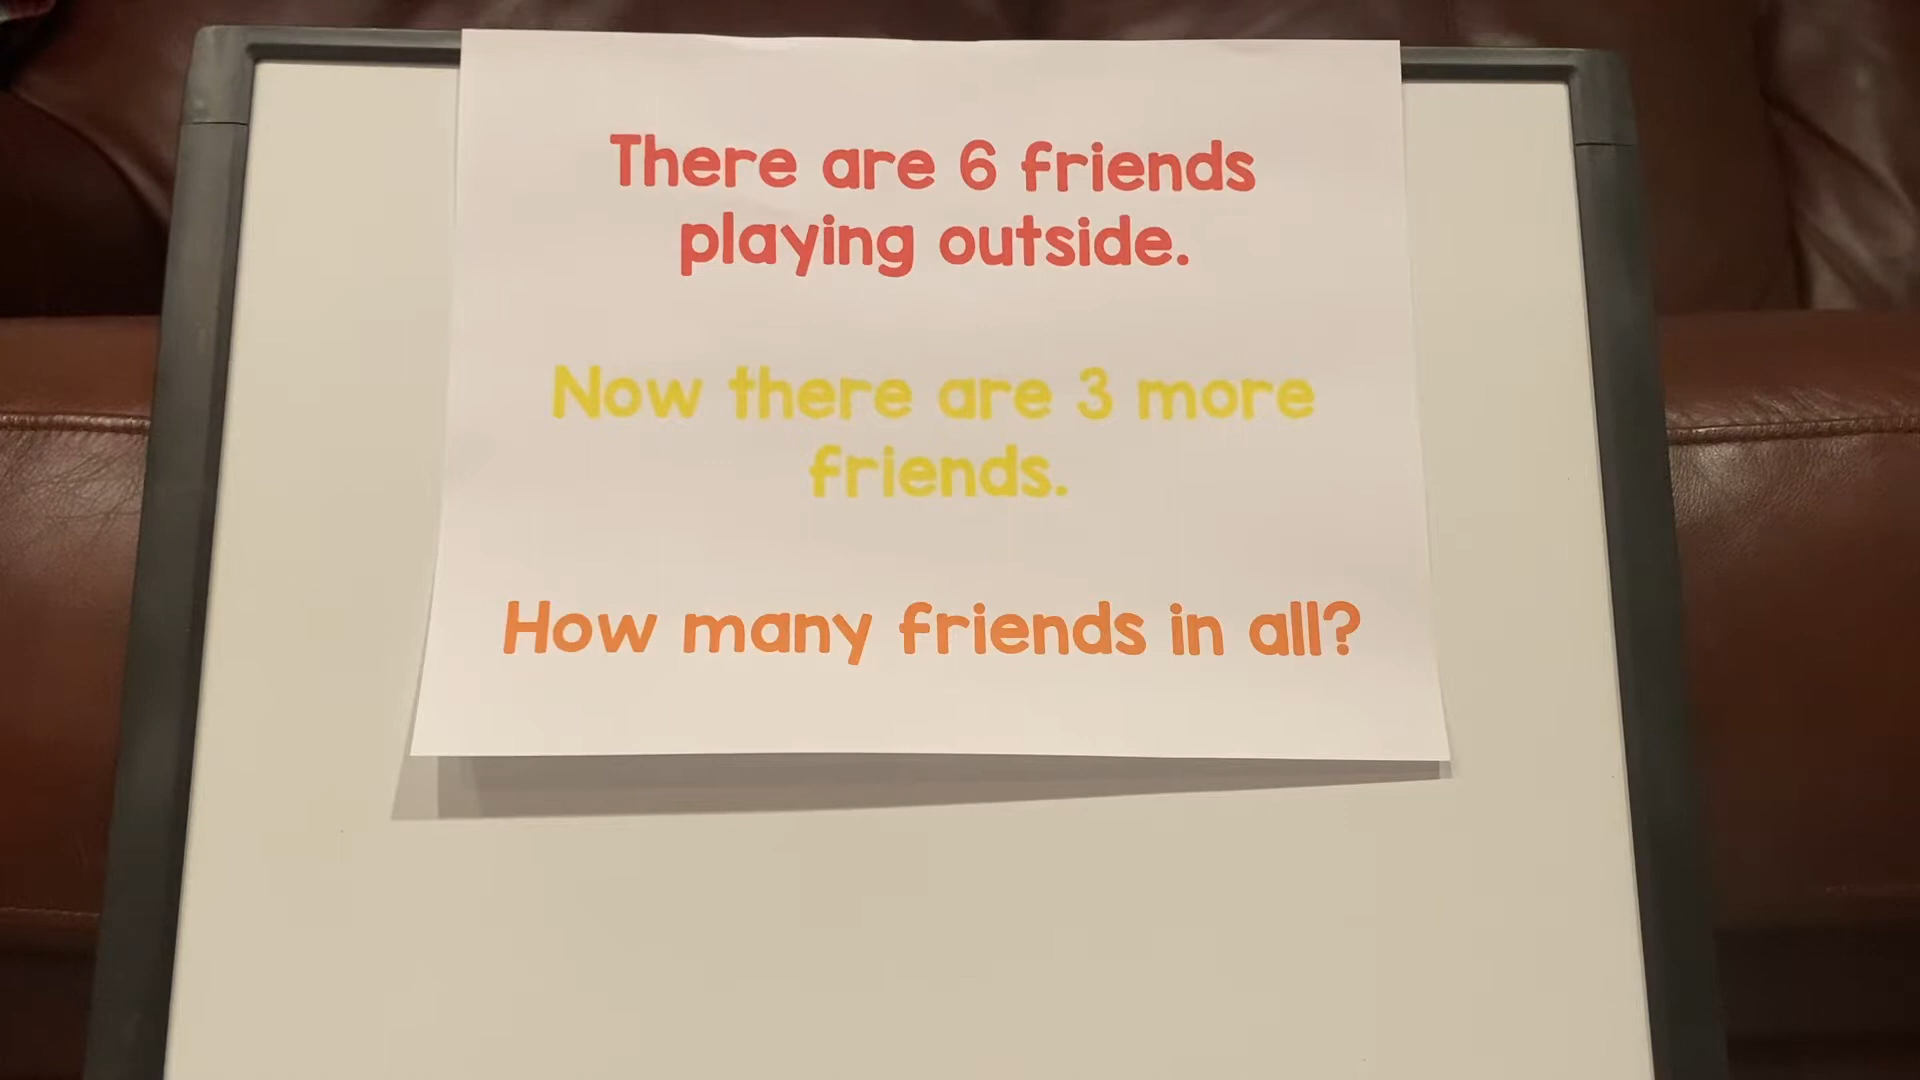 There are 6 friends
playing outside.
Now there are 3 more
friends.
How many friends in all?